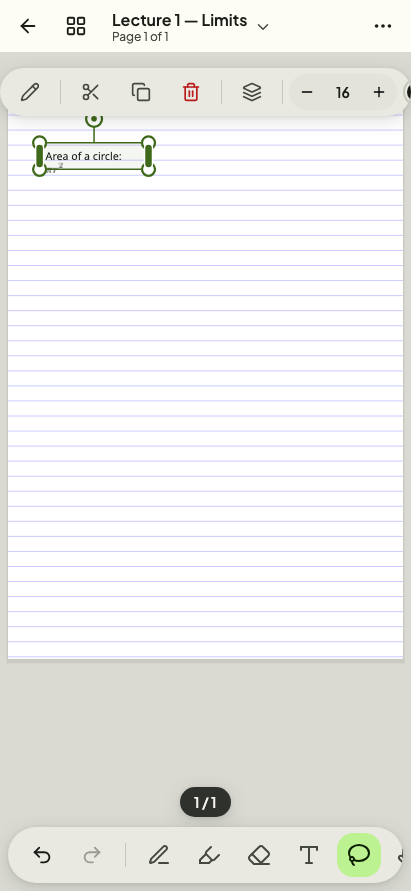 Lecture 1 — Limits
Page 1 of 1
16
Area of a circle:
1/1